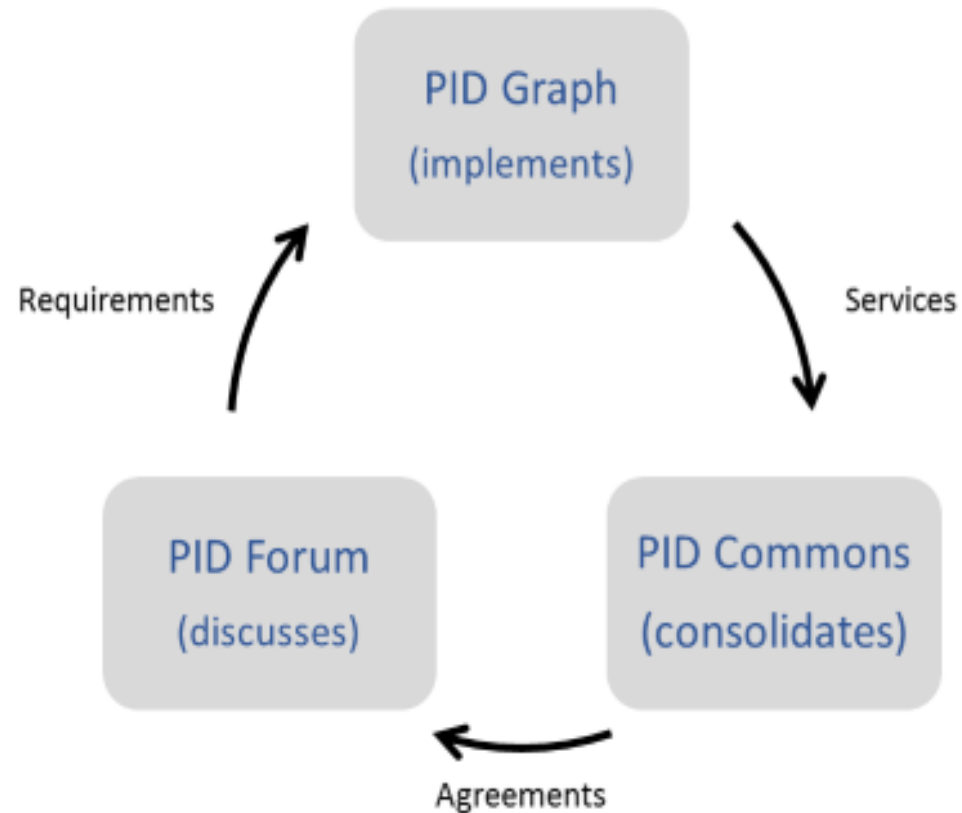 PID Graph
(implements)
Requirements
Services
PID Forum
(discusses)
PID Commons
(consolidates)
Agreements